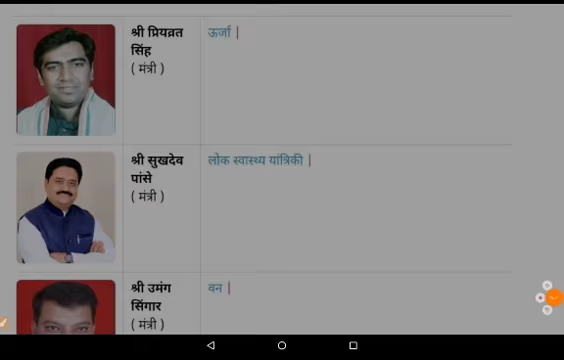 श्री प्रियव्रत
सिंह
( मंत्री )
ऊर्जा |
श्री सुखदेव
पांसे
( मंत्री )
लोक स्वास्थ्य यांत्रिकी |
श्री उमंग
सिंगार
( मंत्री )
वन |